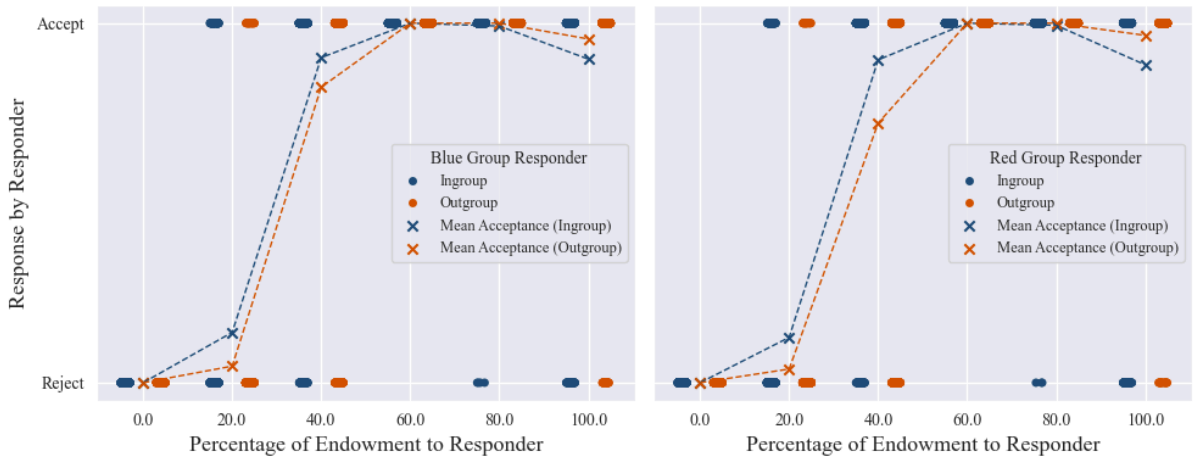 Accept
Reject
Response by Responder
Blue Group Responder
Ingroup
Outgroup
Mean Acceptance (Ingroup)
Mean Acceptance (Outgroup)
0.0 20.0 40.0 60.0 80.0 100.0
Percentage of Endowment to Responder
Red Group Responder
Ingroup
Outgroup
Mean Acceptance (Ingroup)
Mean Acceptance (Outgroup)
0.0 20.0 40.0 60.0 80.0 100.0
Percentage of Endowment to Responder